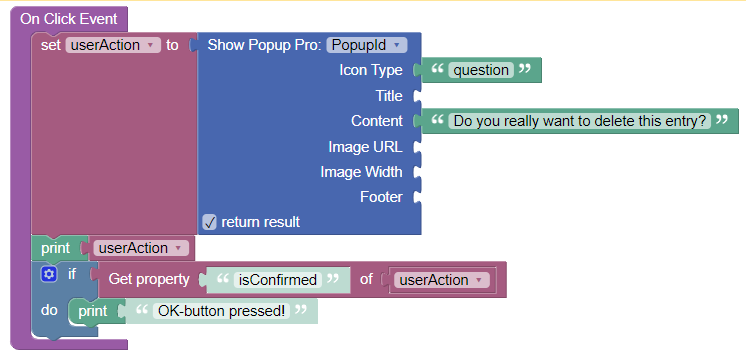 On Click Event
set userAction to Show Popup Pro: PopupId
Icon Type “ question ”
Title
Content “ Do you really want to delete this entry? ”
Image URL
Image Width
Footer
return result
print userAction
if Get property “ isConfirmed ” of userAction
do print “ OK-button pressed! ”